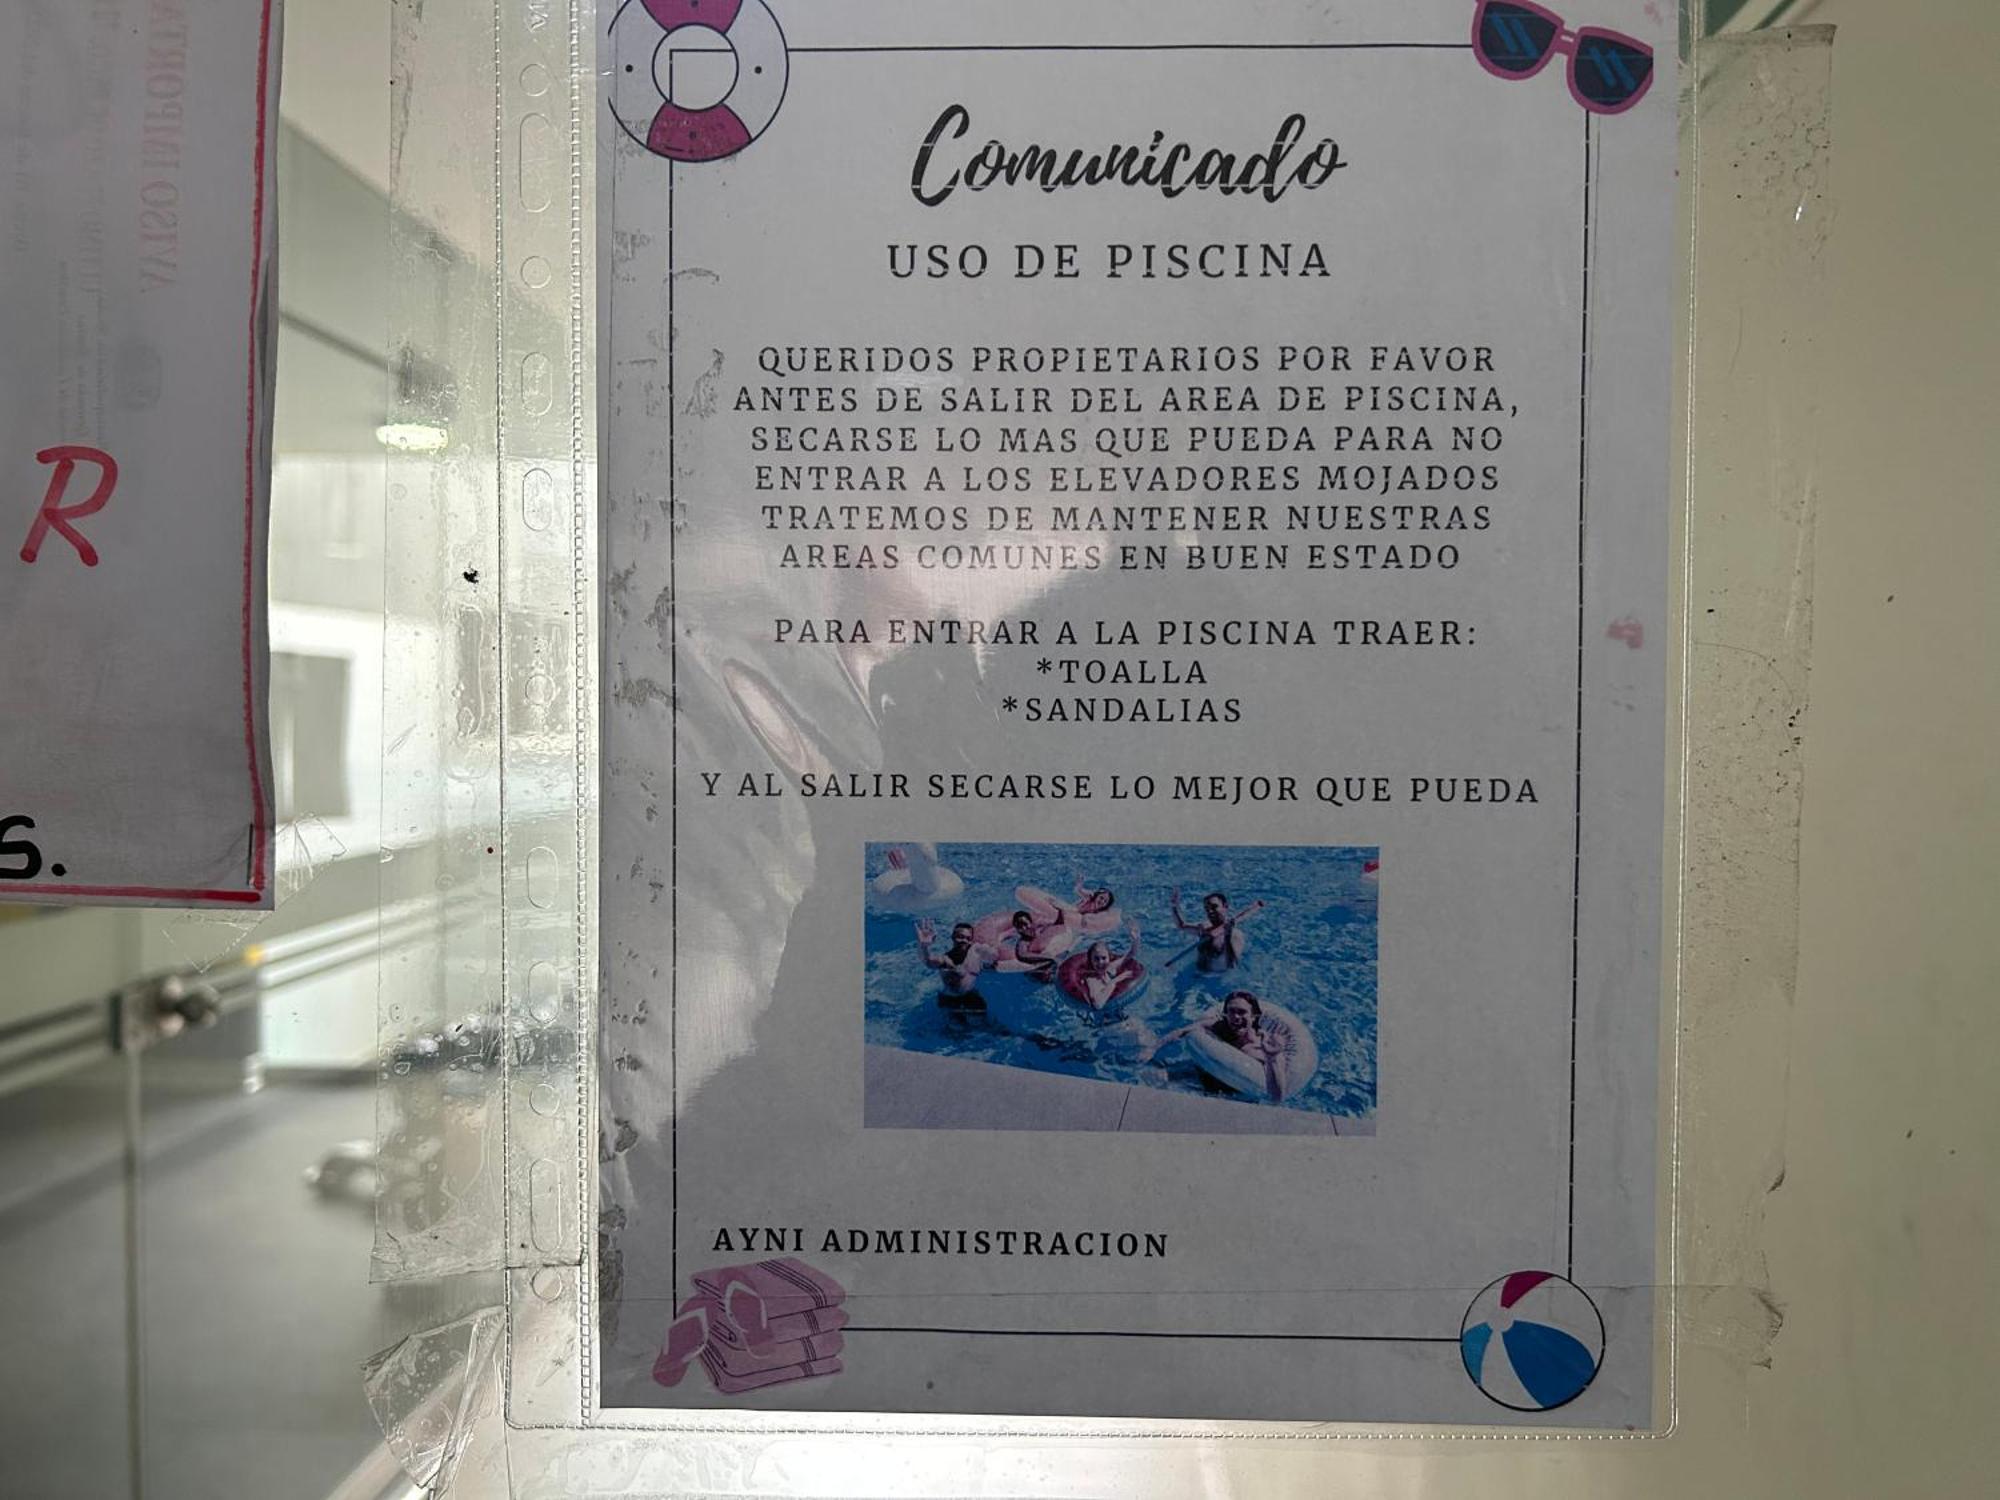 AVISO IMPORTA
R
S.
Comunicado
USO DE PISCINA
QUERIDOS PROPIETARIOS POR FAVOR
ANTES DE SALIR DEL AREA DE PISCINA,
SECARSE LO MAS QUE PUEDA PARA NO
ENTRAR A LOS ELEVADORES MOJADOS
TRATEMOS DE MANTENER NUESTRAS
AREAS COMUNES EN BUEN ESTADO
PARA ENTRAR A LA PISCINA TRAER:
*TOALLA
*SANDALIAS
Y AL SALIR SECARSE LO MEJOR QUE PUEDA
AYNI ADMINISTRACION